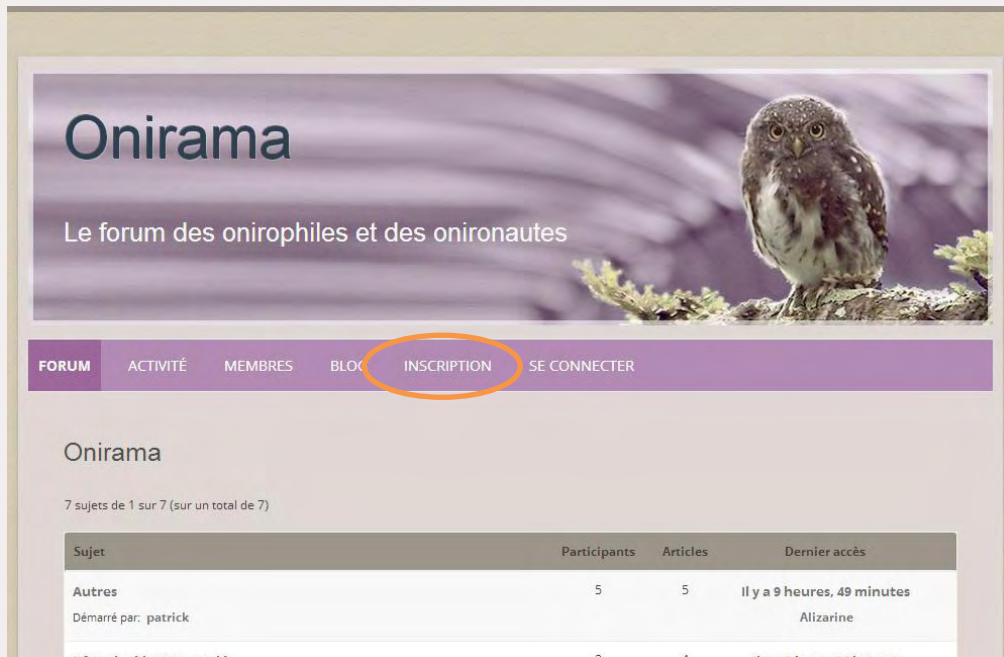 Onirama
Le forum des onirophiles et des onironautes
FORUM ACTIVITÉ MEMBRES BLOG INSCRIPTION SE CONNECTER
Onirama
7 sujets de 1 sur 7 (sur un total de 7)
Sujet Participants Articles Dernier accès
Autres 5 5 Il y a 9 heures, 49 minutes
Démarré par: patrick Alizarine